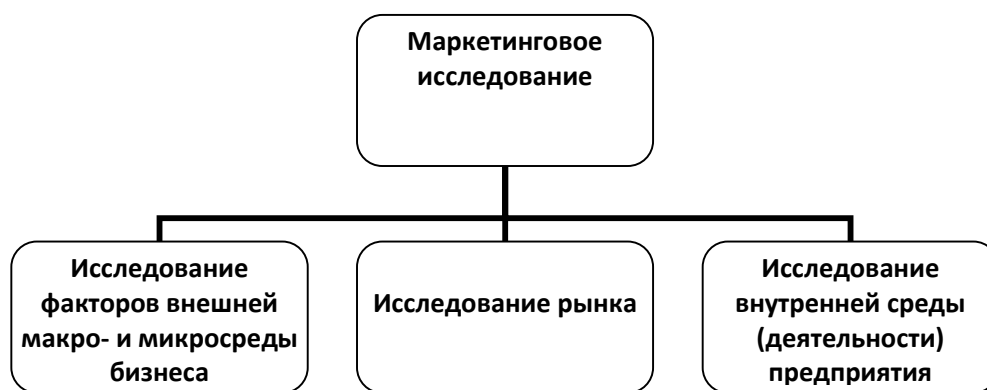 Маркетинговое
исследование
Исследование
факторов внешней
макро- и микросреды
бизнеса
Исследование рынка
Исследование
внутренней среды
(деятельности)
предприятия